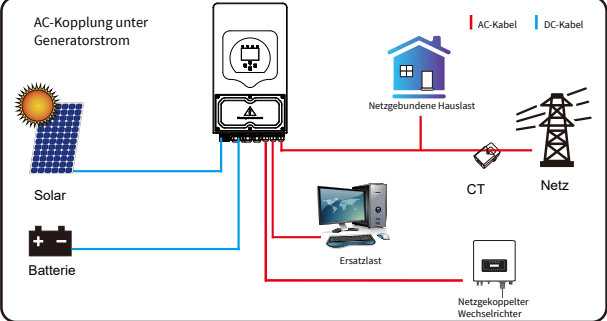 AC-Kopplung unter
Generatorstrom
AC-Kabel
DC-Kabel
Netzgebundene Hauslast
Solar
CT
Netz
Batterie
Ersatzlast
Netzgekoppelter
Wechselrichter